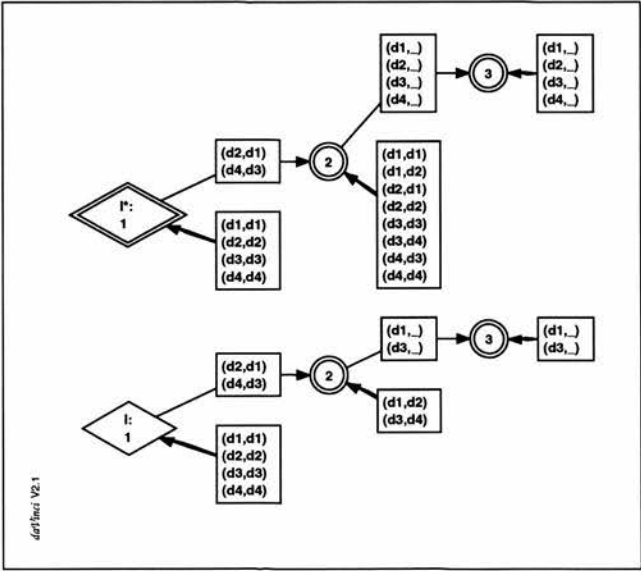 (d1,_)
(d2,_)
(d3,_)
(d4,_)
3
(d1,_)
(d2,_)
(d3,_)
(d4,_)
(d2,d1)
(d4,d3)
2
(d1,d1)
(d1,d2)
(d2,d1)
(d2,d2)
(d3,d3)
(d3,d4)
(d4,d3)
(d4,d4)
I*:
1
(d1,d1)
(d2,d2)
(d3,d3)
(d4,d4)
(d1,_)
(d3,_)
3
(d1,_)
(d3,_)
(d2,d1)
(d4,d3)
2
(d1,d2)
(d3,d4)
I:
1
(d1,d1)
(d2,d2)
(d3,d3)
(d4,d4)
daVinci V2.1